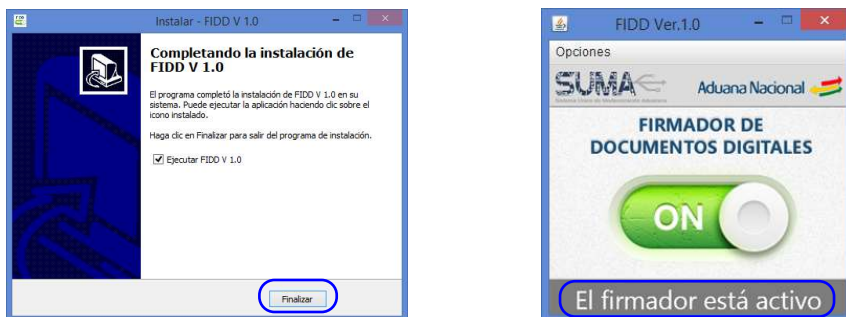 Instalar - FIDD V 1.0
Completando la instalación de
FIDD V 1.0
El programa completó la instalación de FIDD V 1.0 en su
sistema. Puede ejecutar la aplicación haciendo clic sobre el
icono instalado.
Haga clic en Finalizar para salir del programa de instalación.
Ejecutar FIDD V 1.0
Finalizar
FIDD Ver.1.0
Opciones
SUMA
Aduana Nacional
FIRMADOR DE
DOCUMENTOS DIGITALES
ON
El firmador está activo